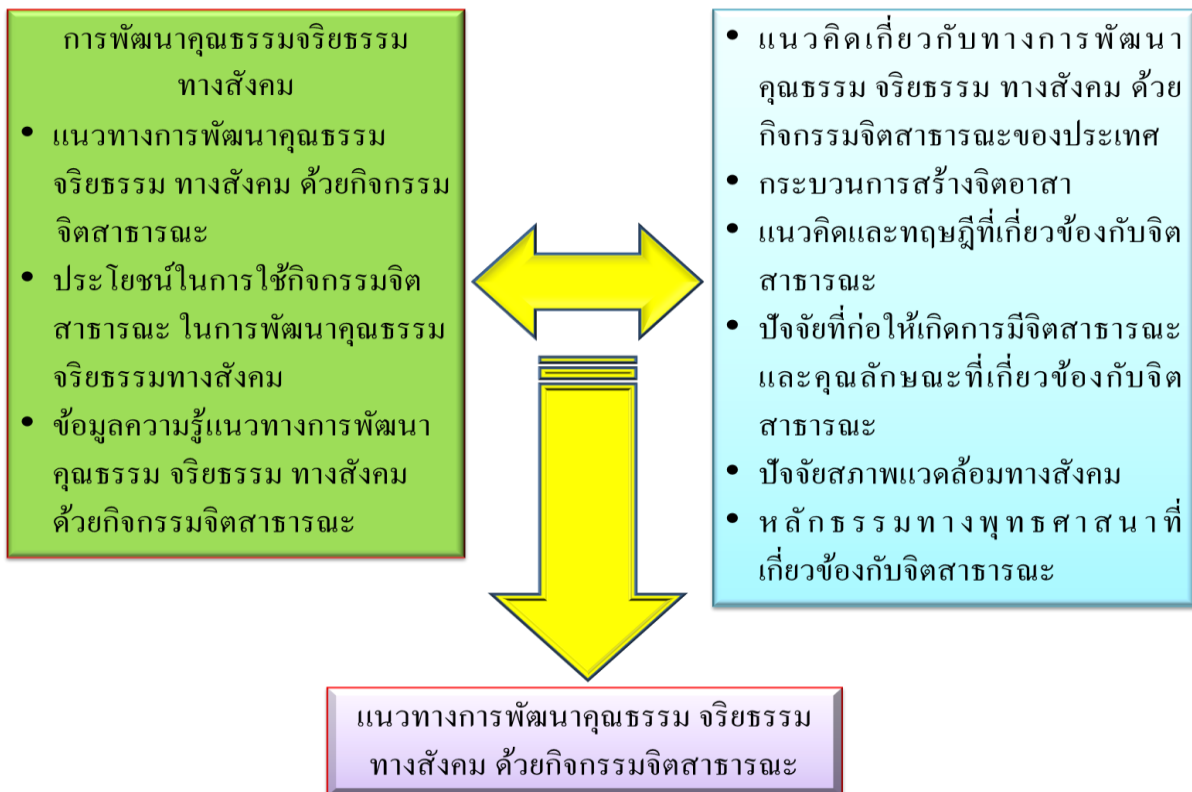 การพัฒนาคุณธรรมจริยธรรม
ทางสังคม
• แนวทางการพัฒนาคุณธรรม
จริยธรรม ทางสังคม ด้วยกิจกรรม
จิตสาธารณะ
• ประโยชน์ในการใช้กิจกรรมจิต
สาธารณะ ในการพัฒนาคุณธรรม
จริยธรรมทางสังคม
• ข้อมูลความรู้แนวทางการพัฒนา
คุณธรรม จริยธรรม ทางสังคม
ด้วยกิจกรรมจิตสาธารณะ
• แนวคิดเกี่ยวกับทางการพัฒนา
คุณธรรม จริยธรรม ทางสังคม ด้วย
กิจกรรมจิตสาธารณะของประเทศ
• กระบวนการสร้างจิตอาสา
• แนวคิดและทฤษฎีที่เกี่ยวข้องกับจิต
สาธารณะ
• ปัจจัยที่ก่อให้เกิดการมีจิตสาธารณะ
และคุณลักษณะที่เกี่ยวข้องกับจิต
สาธารณะ
• ปัจจัยสภาพแวดล้อมทางสังคม
• หลักธรรมทางพุทธศาสนาที่
เกี่ยวข้องกับจิตสาธารณะ
แนวทางการพัฒนาคุณธรรม จริยธรรม
ทางสังคม ด้วยกิจกรรมจิตสาธารณะ